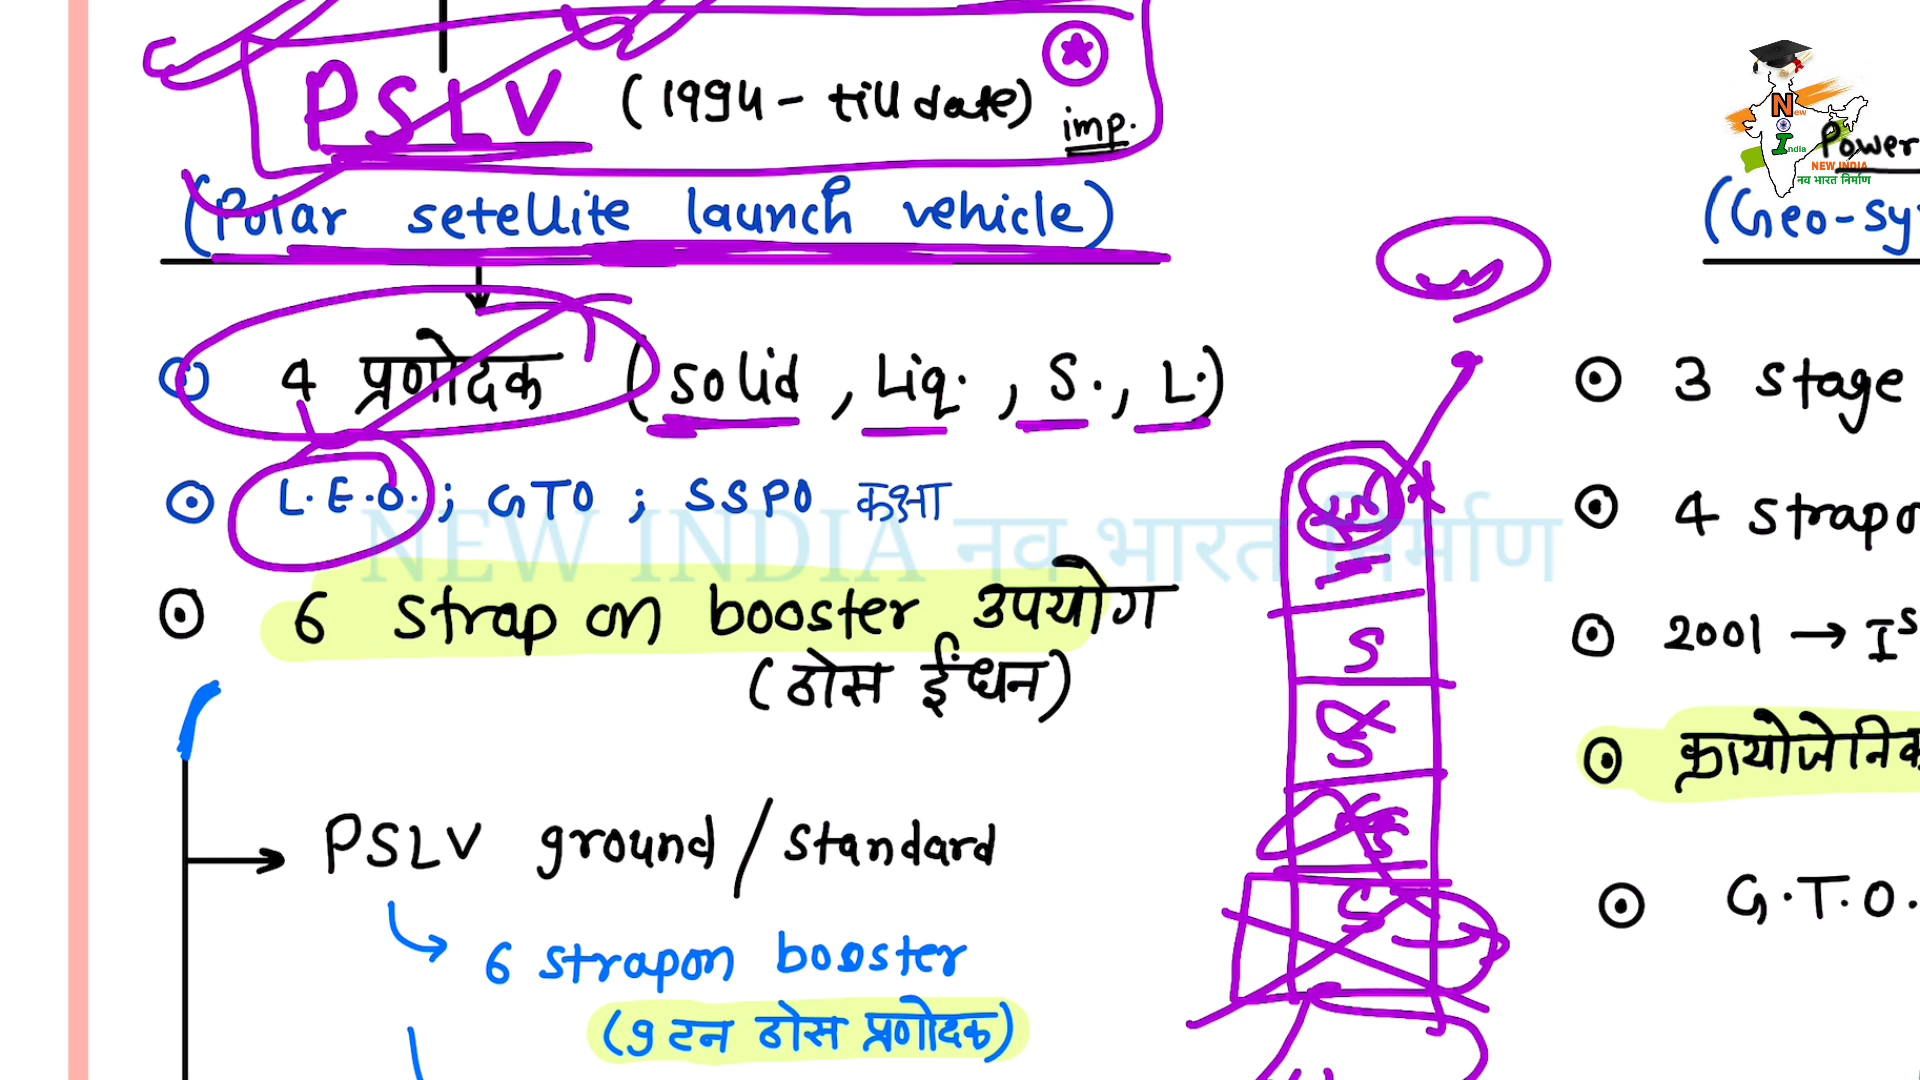 PSLV (1994 - till date) imp.
(Polar setellite launch vehicle)
4 प्रणोदक (solid, Liq., S., L.)
L.E.O. ; GTO ; SSPO कक्षा
6 strap on booster उपयोग
(ठोस ईंधन)
PSLV ground / standard
6 strapon booster
(9 टन ठोस प्रणोदक)
S
S
S
S
New India
NEW INDIA
नव भारत निर्माण
Power
(Geo-sy
3 stage
4 strapo
2001 → Is
क्रायोजेनिक
G.T.O.
NEW INDIA नव भारत निर्माण